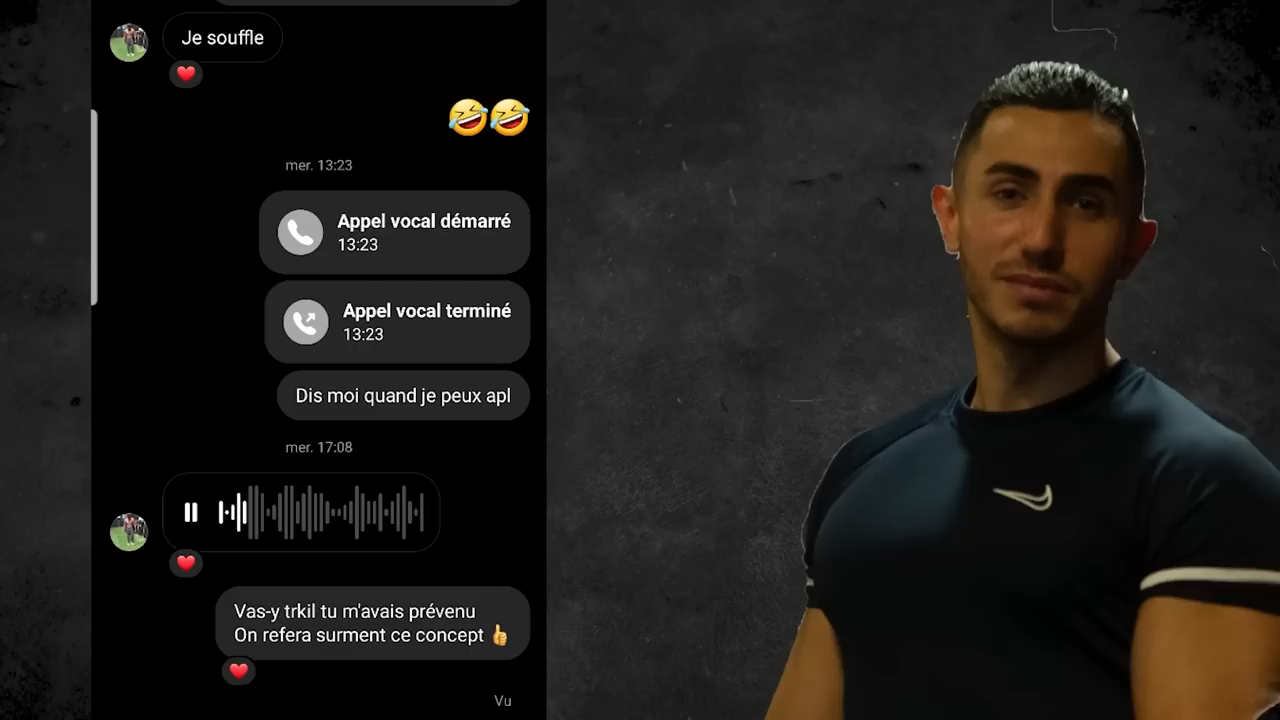 Je souffle
mer. 13:23
Appel vocal démarré
13:23
Appel vocal terminé
13:23
Dis moi quand je peux apl
mer. 17:08
Vas-y trkil tu m'avais prévenu
On refera surment ce concept 👍
Vu